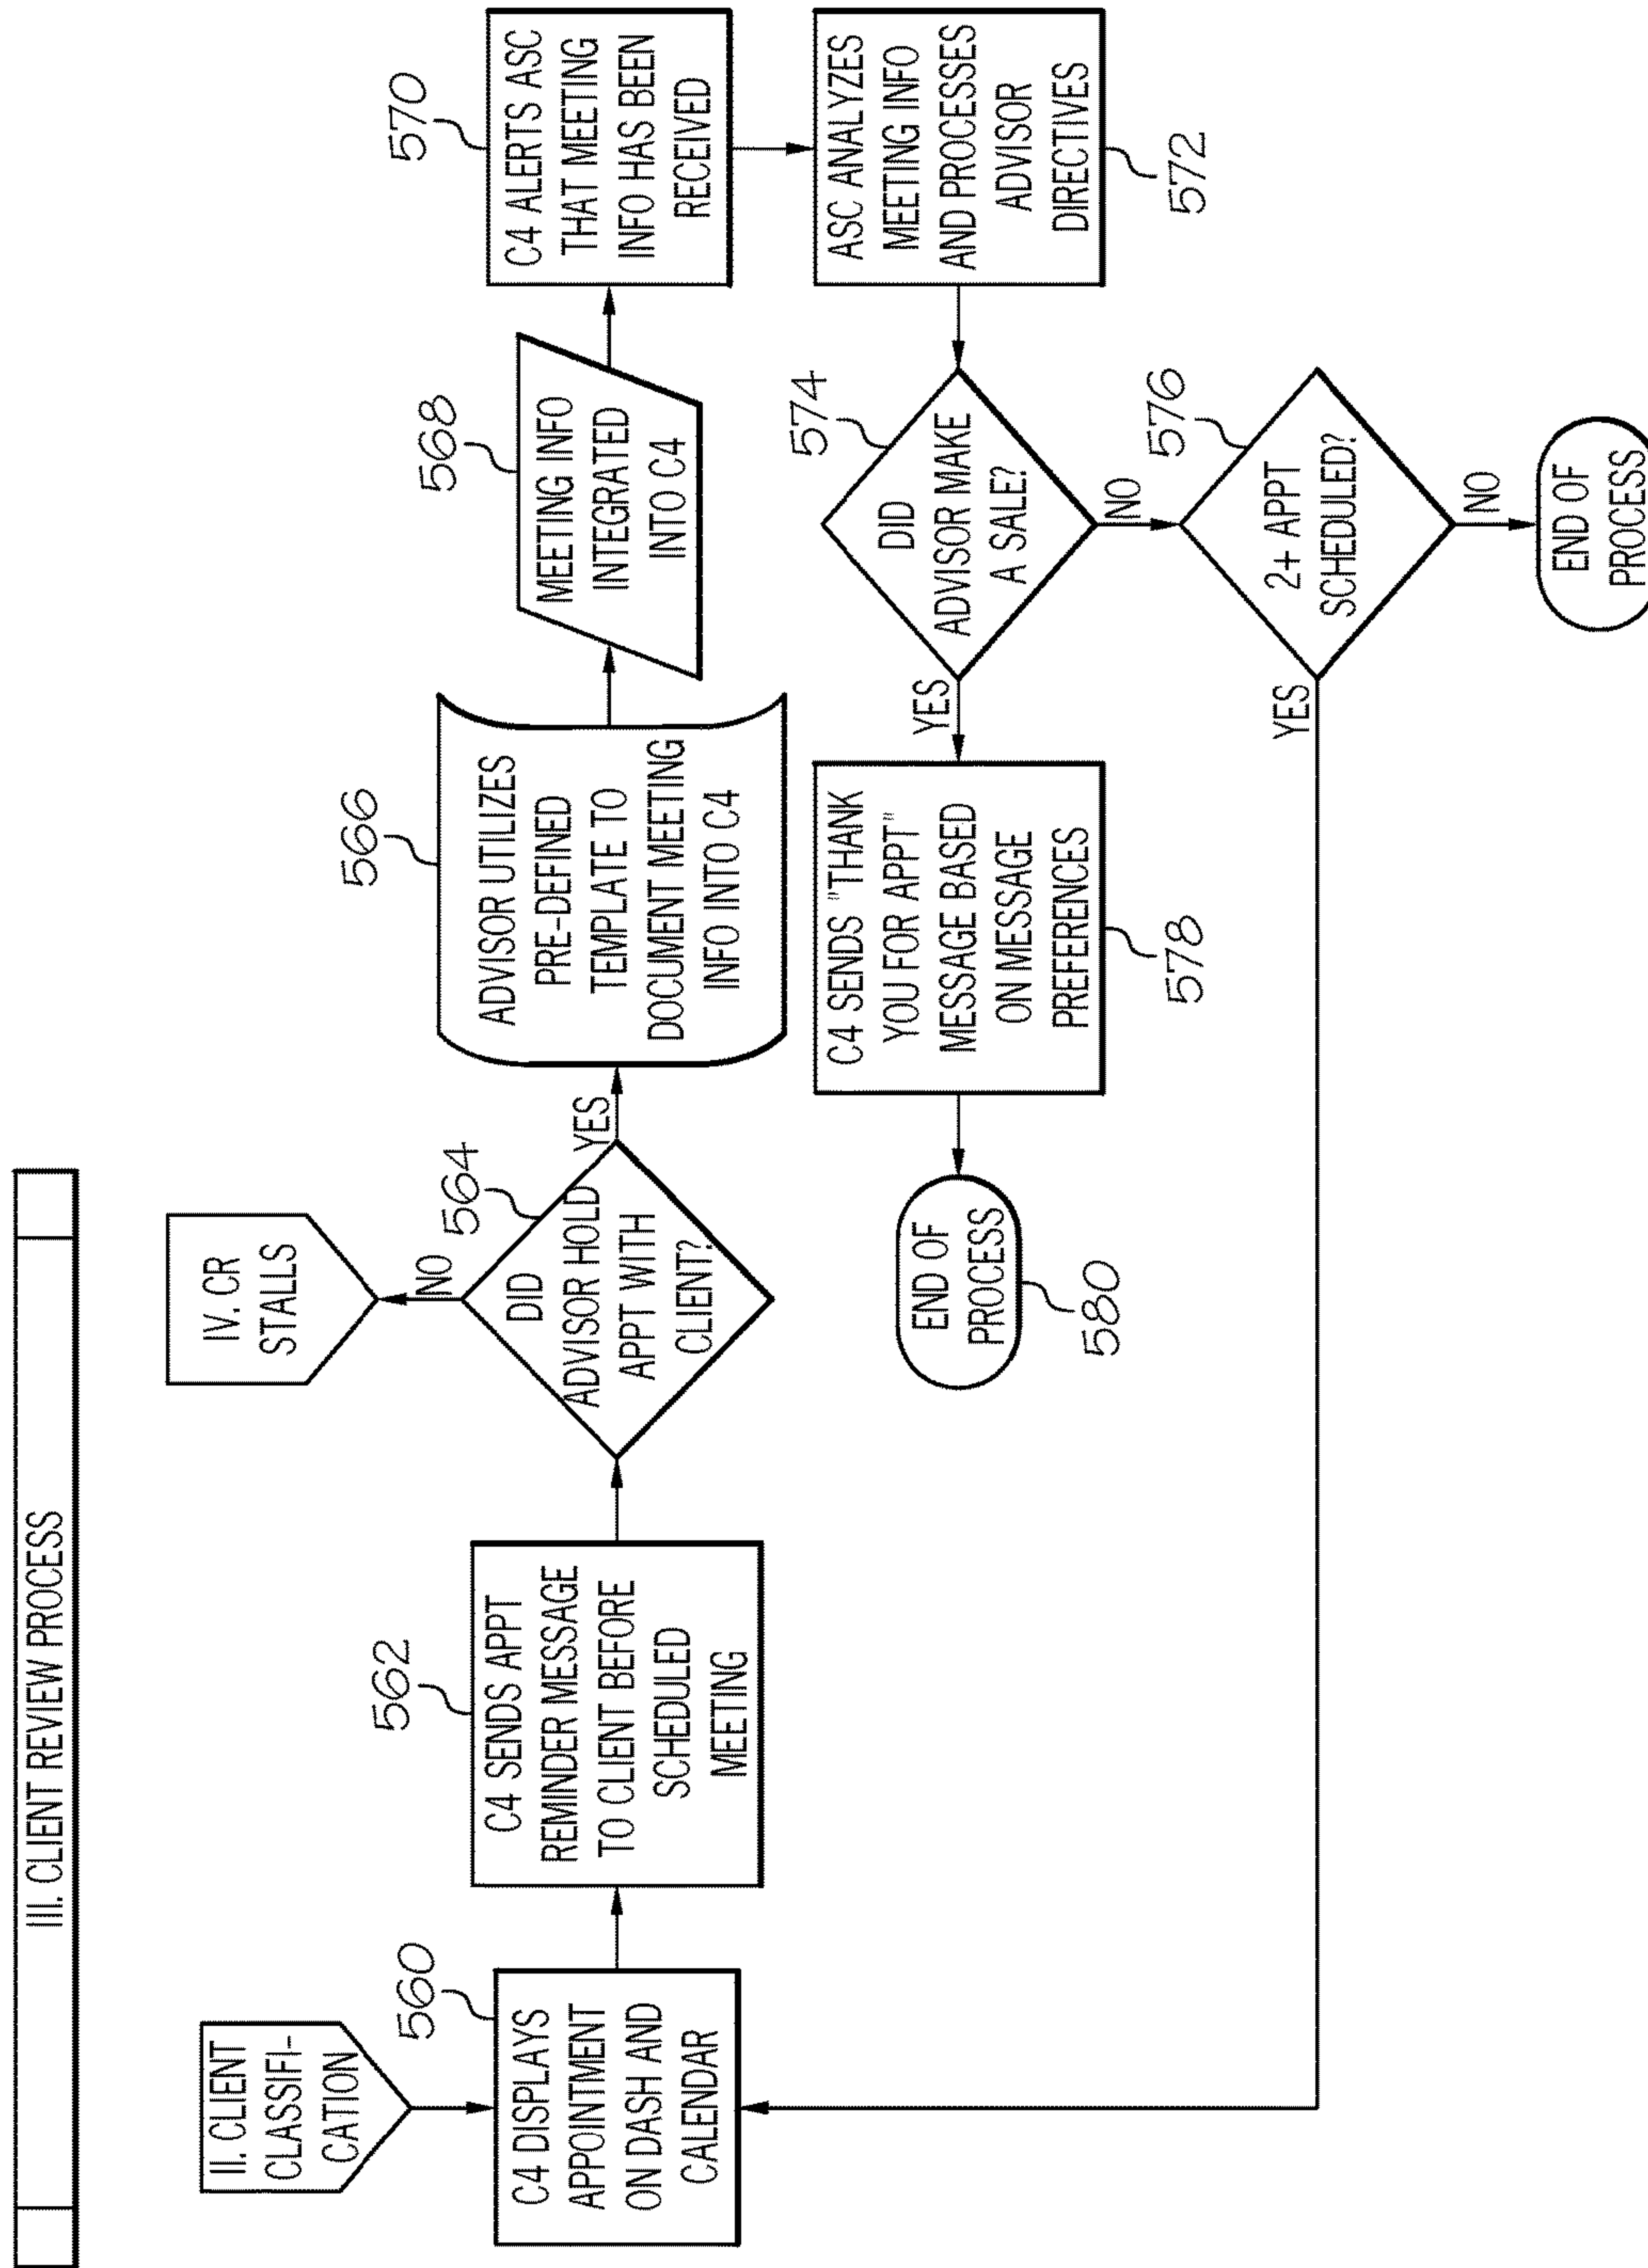 III. CLIENT REVIEW PROCESS
II. CLIENT
CLASSIFI-
CATION
560
C4 DISPLAYS
APPOINTMENT
ON DASH AND
CALENDAR
562
C4 SENDS APPT
REMINDER MESSAGE
TO CLIENT BEFORE
SCHEDULED
MEETING
IV. CR
STALLS
NO
564
DID
ADVISOR HOLD
APPT WITH
CLIENT?
YES
566
ADVISOR UTILIZES
PRE-DEFINED
TEMPLATE TO
DOCUMENT MEETING
INFO INTO C4
568
MEETING INFO
INTEGRATED
INTO C4
570
C4 ALERTS ASC
THAT MEETING
INFO HAS BEEN
RECEIVED
ASC ANALYZES
MEETING INFO
AND PROCESSES
ADVISOR
DIRECTIVES
572
574
DID
ADVISOR MAKE
A SALE?
YES
NO
C4 SENDS "THANK
YOU FOR APPT"
MESSAGE BASED
ON MESSAGE
PREFERENCES
578
END OF
PROCESS
580
576
2+ APPT
SCHEDULED?
YES
NO
END OF
PROCESS